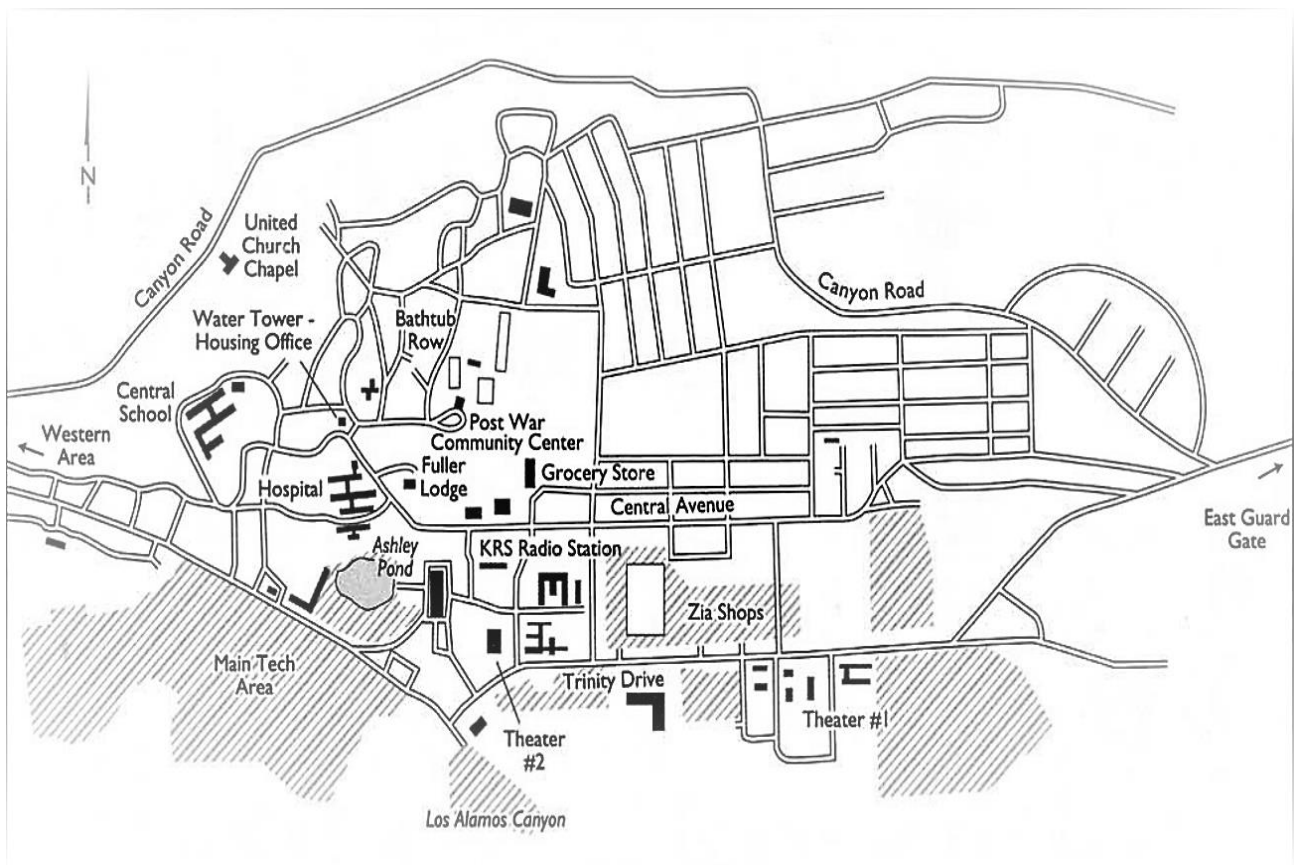 N
Canyon Road
United
Church
Chapel
Canyon Road
Water Tower -
Housing Office
Bathtub
Row
Central
School
Western
Area
Post War
Community Center
Fuller
Lodge
Grocery Store
Hospital
Central Avenue
East Guard
Gate
Ashley
Pond
KRS Radio Station
Zia Shops
Main Tech
Area
Trinity Drive
Theater #1
Theater
#2
Los Alamos Canyon